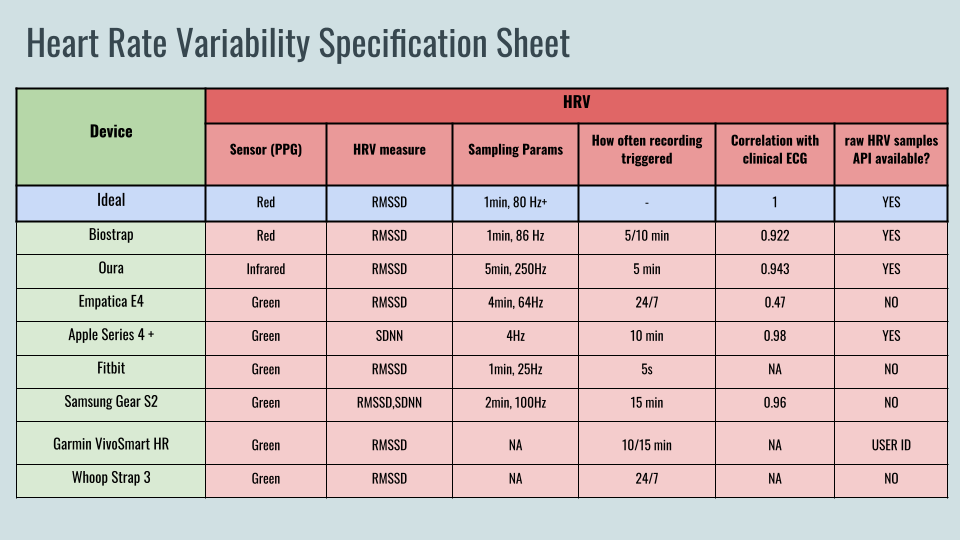 Heart Rate Variability Specification Sheet
Device
HRV
Sensor (PPG)
HRV measure
Sampling Params
How often recording
triggered
Correlation with
clinical ECG
raw HRV samples
API available?
Ideal Red RMSSD 1min, 80 Hz+ - 1 YES
Biostrap Red RMSSD 1min, 86 Hz 5/10 min 0.922 YES
Oura Infrared RMSSD 5min, 250Hz 5 min 0.943 YES
Empatica E4 Green RMSSD 4min, 64Hz 24/7 0.47 NO
Apple Series 4 + Green SDNN 4Hz 10 min 0.98 YES
Fitbit Green RMSSD 1min, 25Hz 5s NA NO
Samsung Gear S2 Green RMSSD,SDNN 2min, 100Hz 15 min 0.96 NO
Garmin VivoSmart HR Green RMSSD NA 10/15 min NA USER ID
Whoop Strap 3 Green RMSSD NA 24/7 NA NO